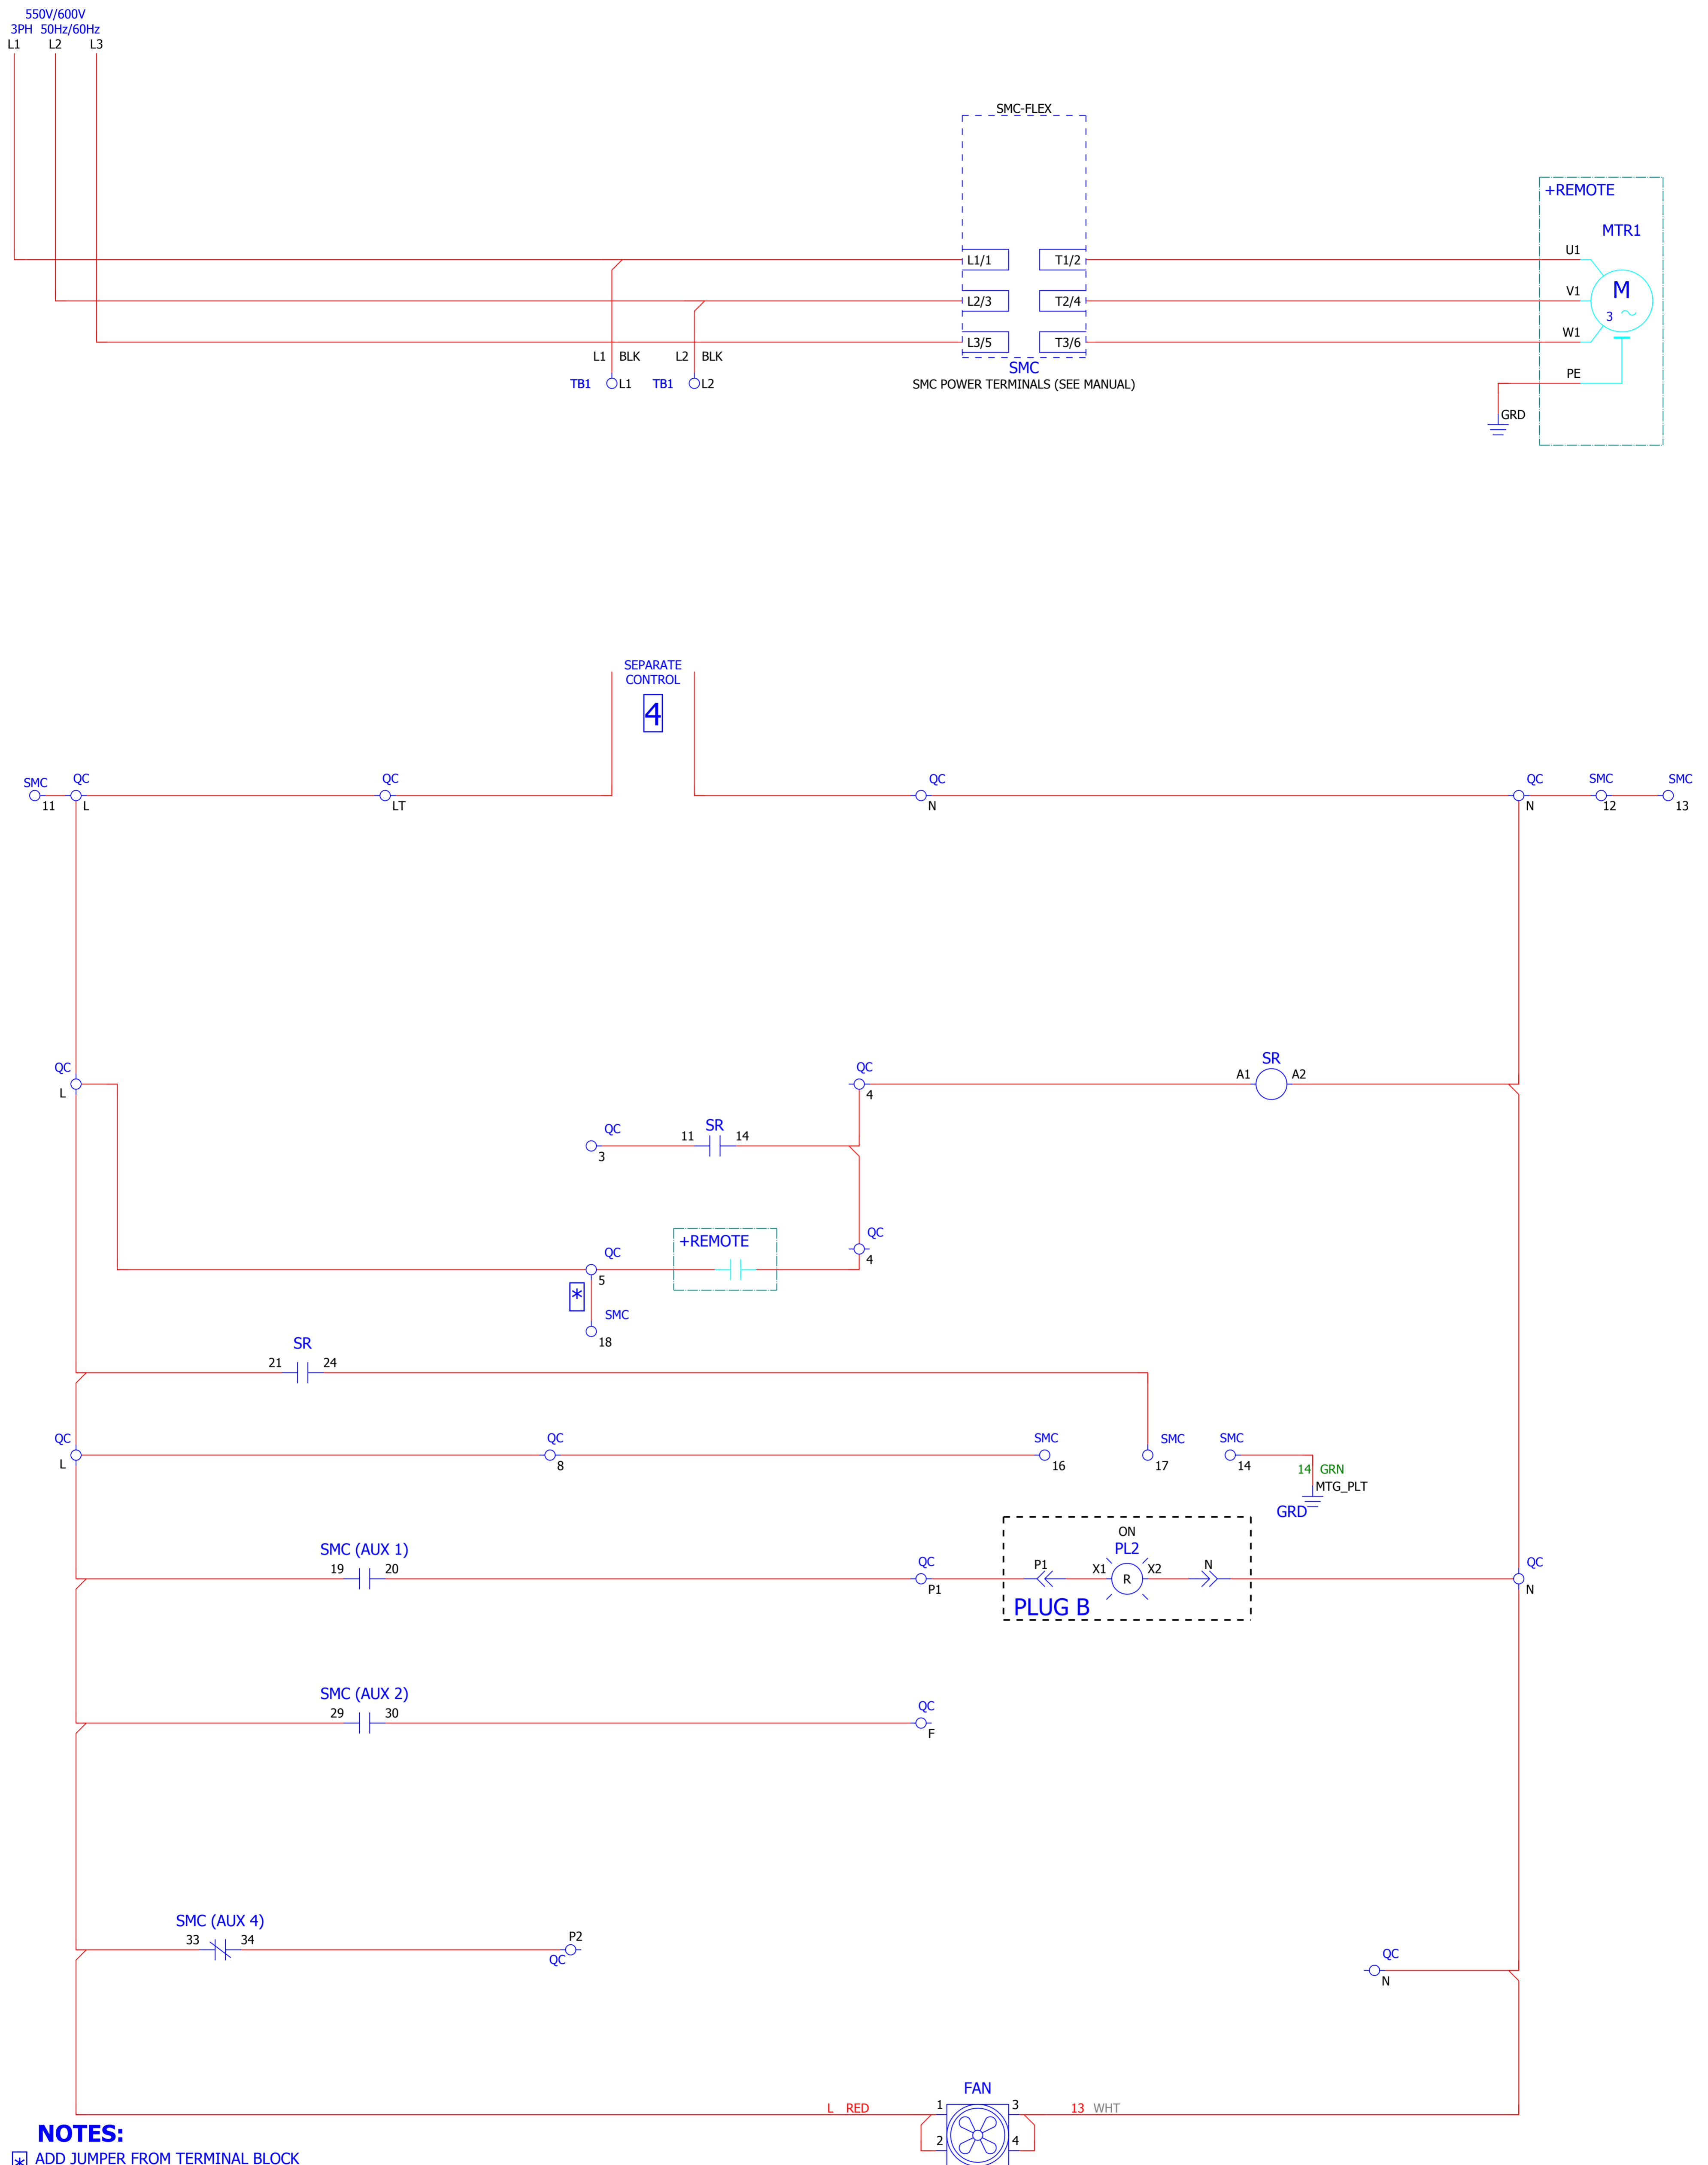 550V/600V
3PH 50Hz/60Hz
L1 L2 L3
SMC-FLEX
+REMOTE
MTR1
L1/1 T1/2 U1
L2/3 T2/4 V1 M
3
L3/5 T3/6 W1
L1 BLK L2 BLK
SMC
PE
TB1 L1 TB1 L2
SMC POWER TERMINALS (SEE MANUAL)
GRD
SEPARATE
CONTROL
4
SMC QC QC QC QC SMC SMC
11 L LT N N 12 13
QC QC SR
L 4 A1 A2
QC SR
3 11 14
QC +REMOTE QC
5 4
* SMC
18
SR
21 24
QC QC SMC SMC SMC
L 8 16 17 14
14 GRN
MTG_PLT
GRD
ON
SMC (AUX 1) PL2
19 20 QC P1 X1 R X2 N QC
P1 N
PLUG B
SMC (AUX 2)
29 30 QC
F
SMC (AUX 4)
33 34 P2
QC
QC
N
FAN
L RED 1 3 13 WHT
2 4
NOTES:
* ADD JUMPER FROM TERMINAL BLOCK